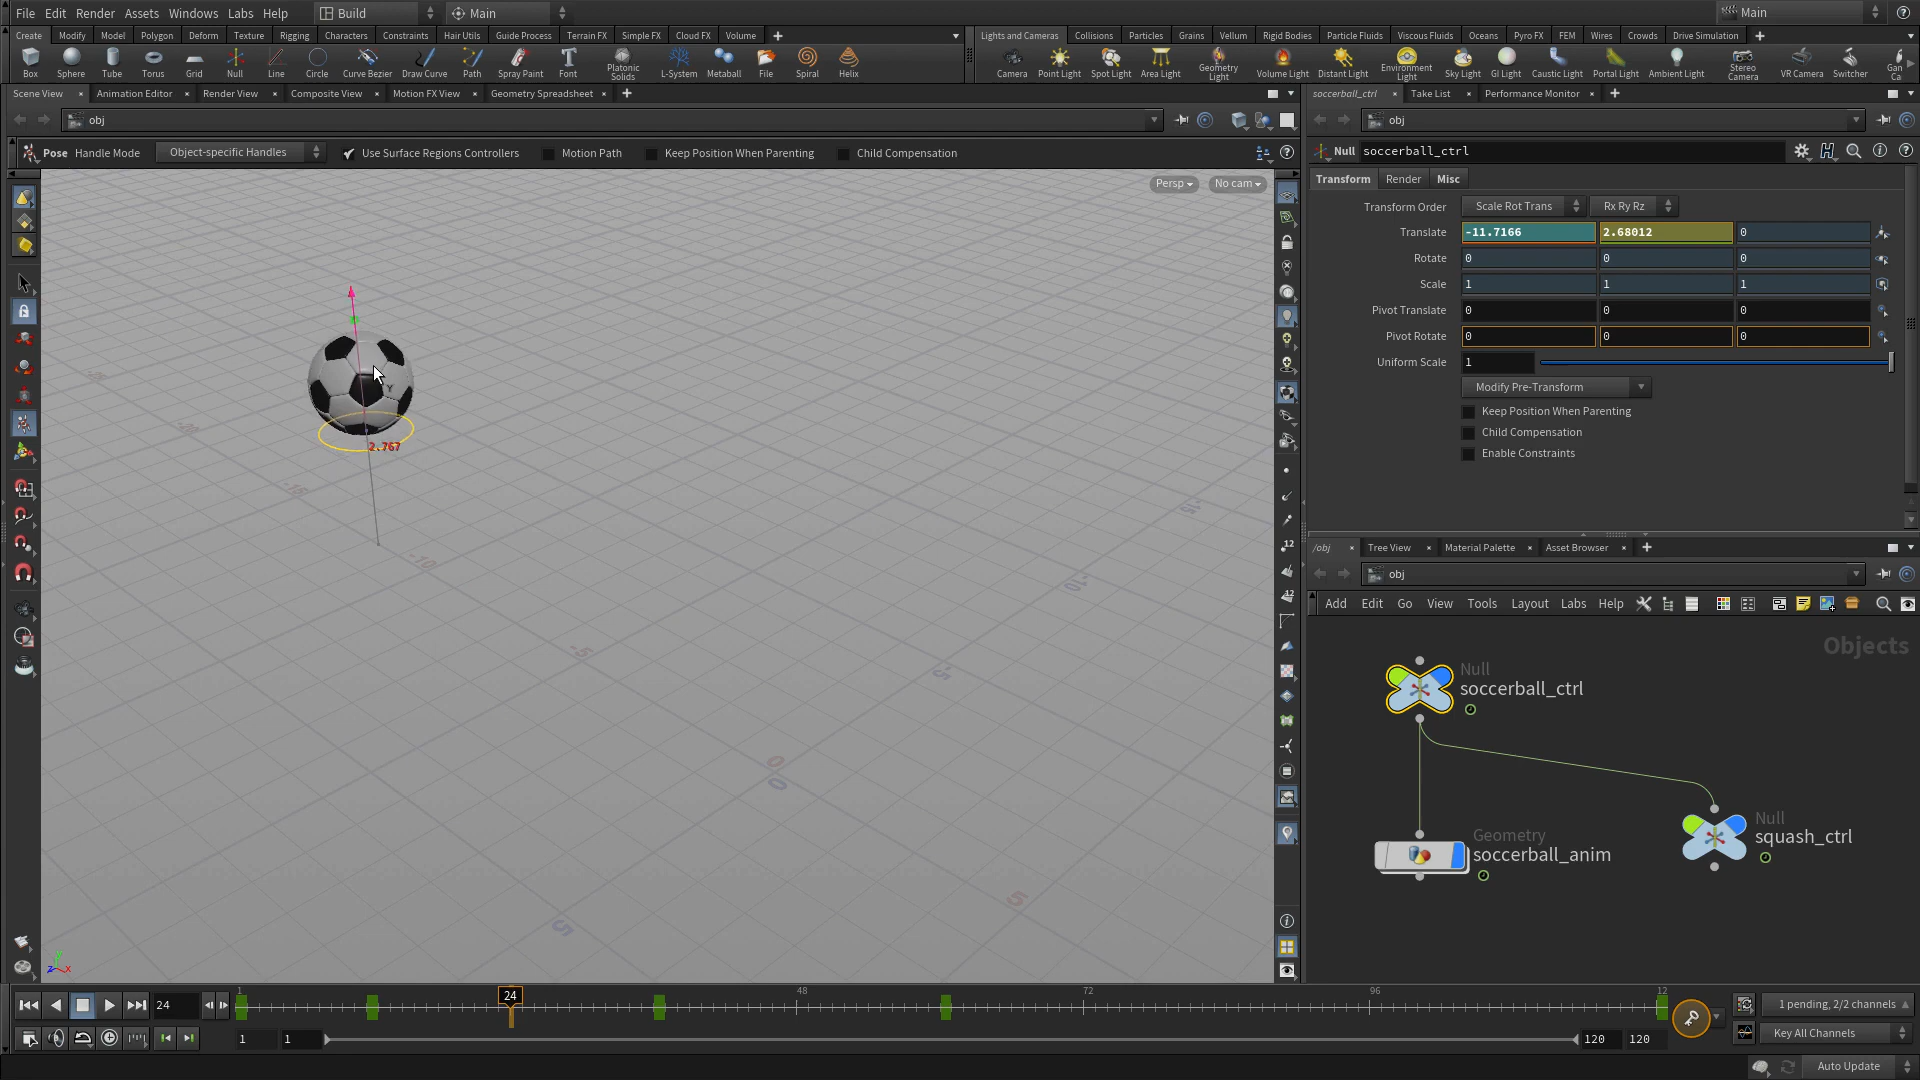 File Edit Render Assets Windows Labs Help Build Main Main
Create Modify Model Polygon Deform Texture Rigging Characters Constraints Hair Utils Guide Process Terrain FX Simple FX Cloud FX Volume
Lights and Cameras Collisions Particles Grains Vellum Rigid Bodies Particle Fluids Viscous Fluids Oceans Pyro FX FEM Wires Crowds Drive Simulation
Box Sphere Tube Torus Grid Null Line Circle Curve Bezier Draw Curve Path Spray Paint Font Platonic Solids L-System Metaball File Spiral Helix
Camera Point Light Spot Light Area Light Geometry Light Volume Light Distant Light Environment Light Sky Light GI Light Caustic Light Portal Light Ambient Light Stereo Camera VR Camera Switcher Gan Ca
Scene View Animation Editor Render View Composite View Motion FX View Geometry Spreadsheet
soccerball_ctrl Take List Performance Monitor
obj
obj
Pose Handle Mode Object-specific Handles Use Surface Regions Controllers Motion Path Keep Position When Parenting Child Compensation
Null soccerball_ctrl
Persp No cam
Transform Render Misc
Transform Order Scale Rot Trans Rx Ry Rz
Translate -11.7166 2.68012 0
Rotate 0 0 0
Scale 1 1 1
Pivot Translate 0 0 0
Pivot Rotate 0 0 0
Uniform Scale 1
Modify Pre-Transform
Keep Position When Parenting
Child Compensation
Enable Constraints
Y
2.767
-10
-5
0
0
5
5
/obj Tree View Material Palette Asset Browser
obj
Add Edit Go View Tools Layout Labs Help
Objects
Null
soccerball_ctrl
Null
squash_ctrl
Geometry
soccerball_anim
24 1 24 48 72 96 12
1 pending, 2/2 channels
1 1 120 120
Key All Channels
Auto Update